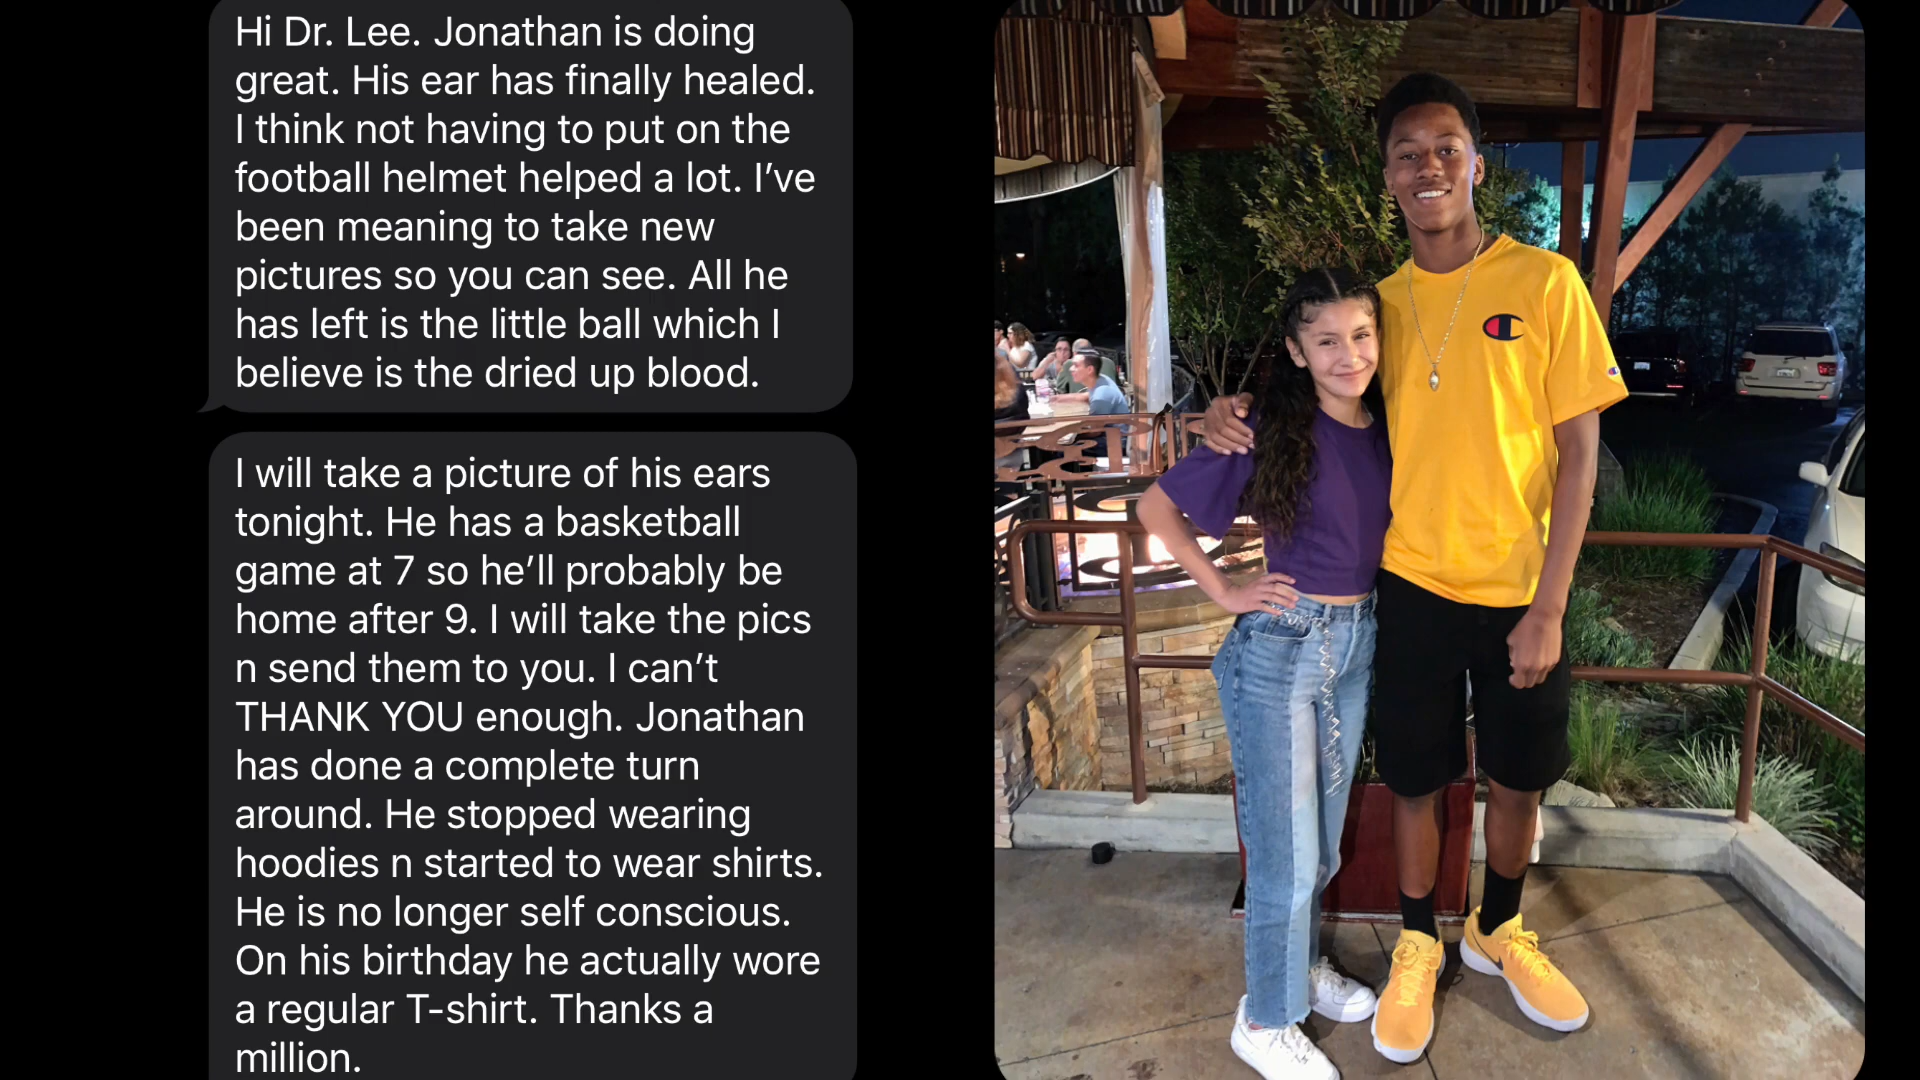 Hi Dr. Lee. Jonathan is doing
great. His ear has finally healed.
I think not having to put on the
football helmet helped a lot. I’ve
been meaning to take new
pictures so you can see. All he
has left is the little ball which I
believe is the dried up blood.
I will take a picture of his ears
tonight. He has a basketball
game at 7 so he’ll probably be
home after 9. I will take the pics
n send them to you. I can’t
THANK YOU enough. Jonathan
has done a complete turn
around. He stopped wearing
hoodies n started to wear shirts.
He is no longer self conscious.
On his birthday he actually wore
a regular T-shirt. Thanks a
million.